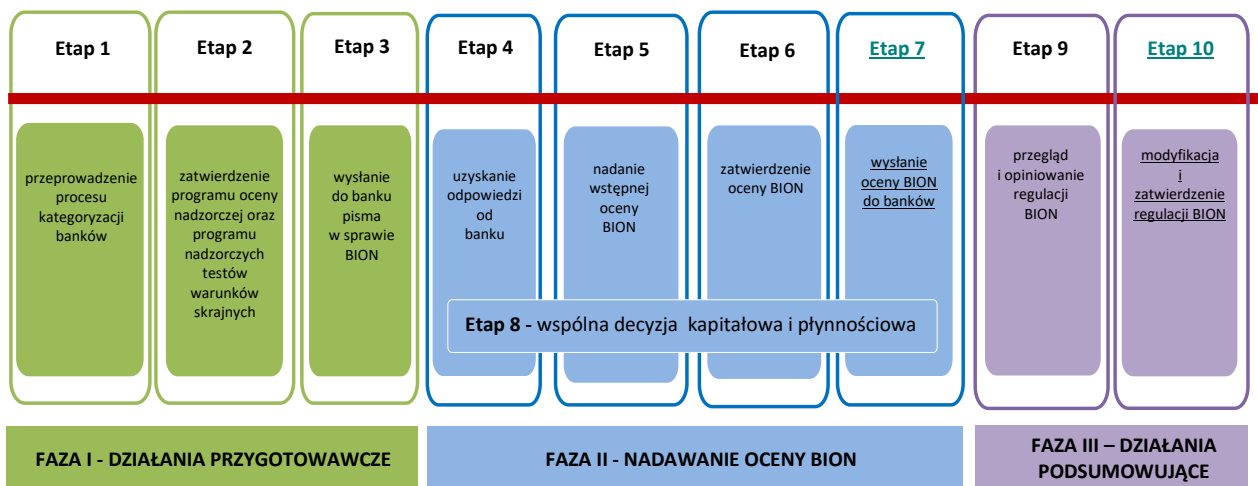 Etap 1
przeprowadzenie
procesu
kategoryzacji
banków
Etap 2
zatwierdzenie
programu oceny
nadzorczej oraz
programu
nadzorczych
testów
warunków
skrajnych
Etap 3
wysłanie
do banku
pisma
w sprawie
BION
Etap 4
uzyskanie
odpowiedzi
od
banku
Etap 5
nadanie
wstępnej
oceny
BION
Etap 6
zatwierdzenie
oceny BION
Etap 7
wysłanie
oceny BION
do banków
Etap 8 - wspólna decyzja kapitałowa i płynnościowa
Etap 9
przegląd
i opiniowanie
regulacji
BION
Etap 10
modyfikacja
i
zatwierdzenie
regulacji BION
FAZA I - DZIAŁANIA PRZYGOTOWAWCZE
FAZA II - NADAWANIE OCENY BION
FAZA III – DZIAŁANIA
PODSUMOWUJĄCE